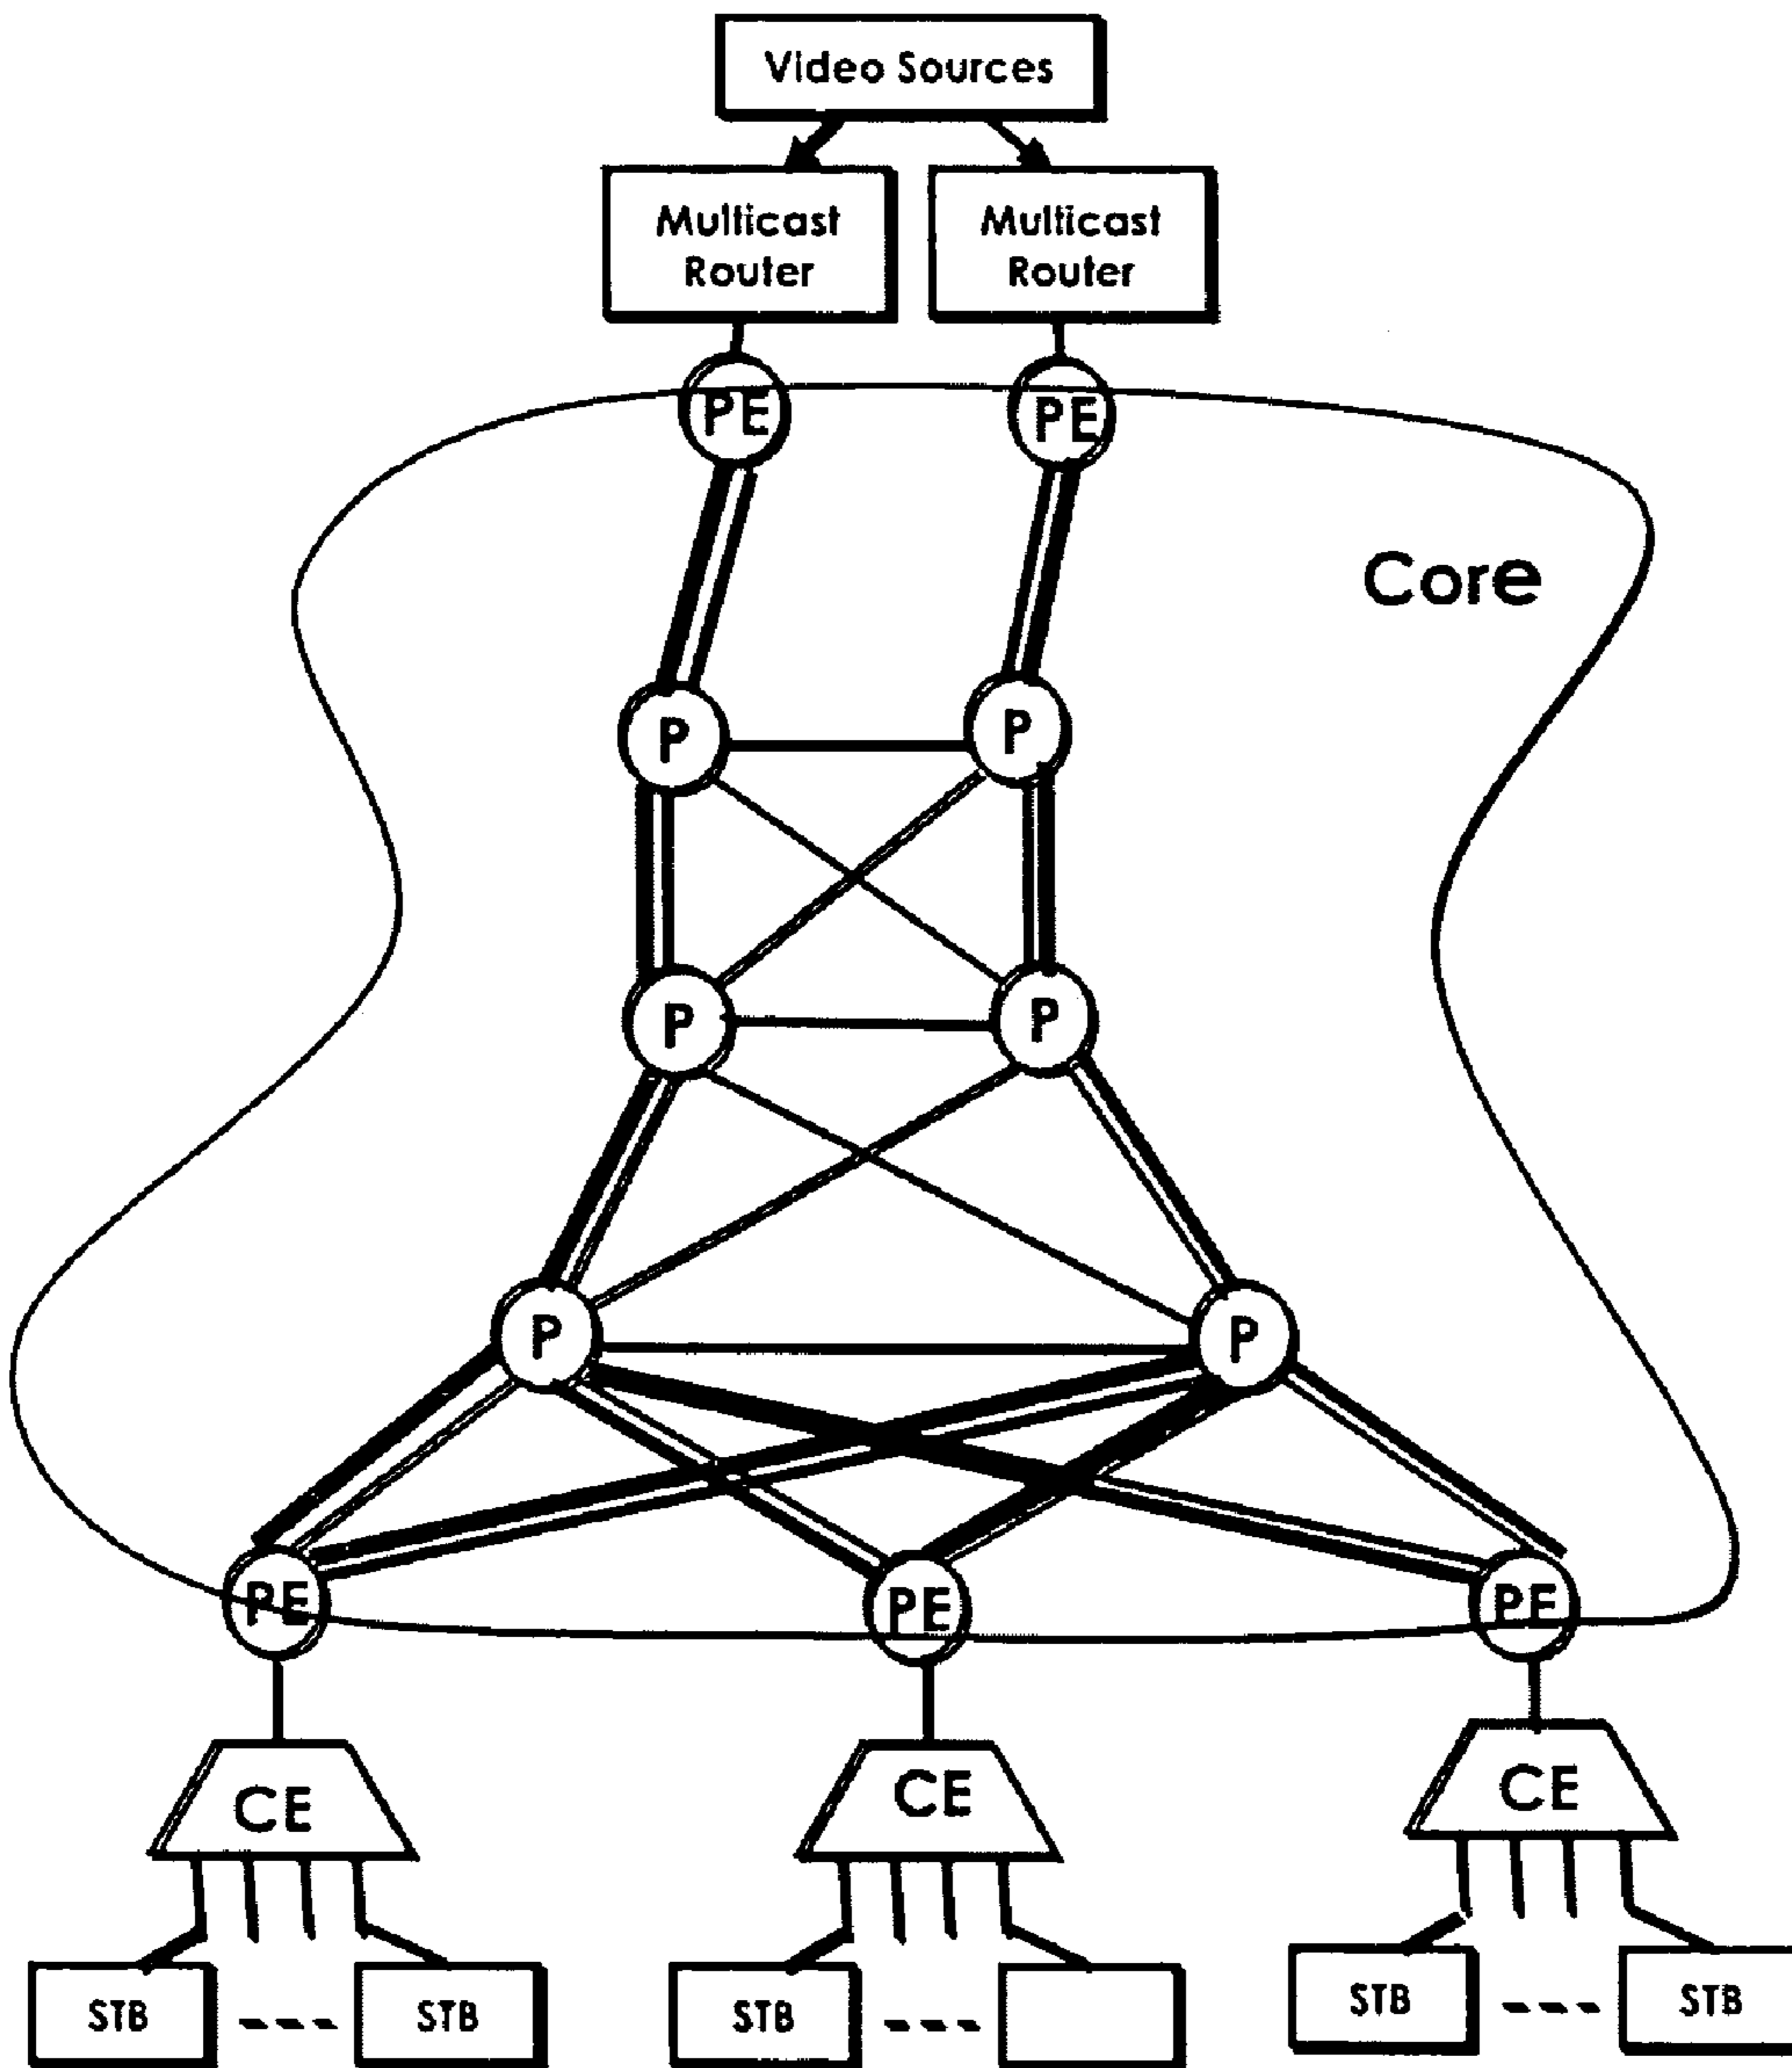 Video Sources
Multicast
Router
Multicast
Router
PE
PE
Core
P
P
P
P
P
P
PE
PE
PE
CE
CE
CE
STB
STB
STB
STB
STB